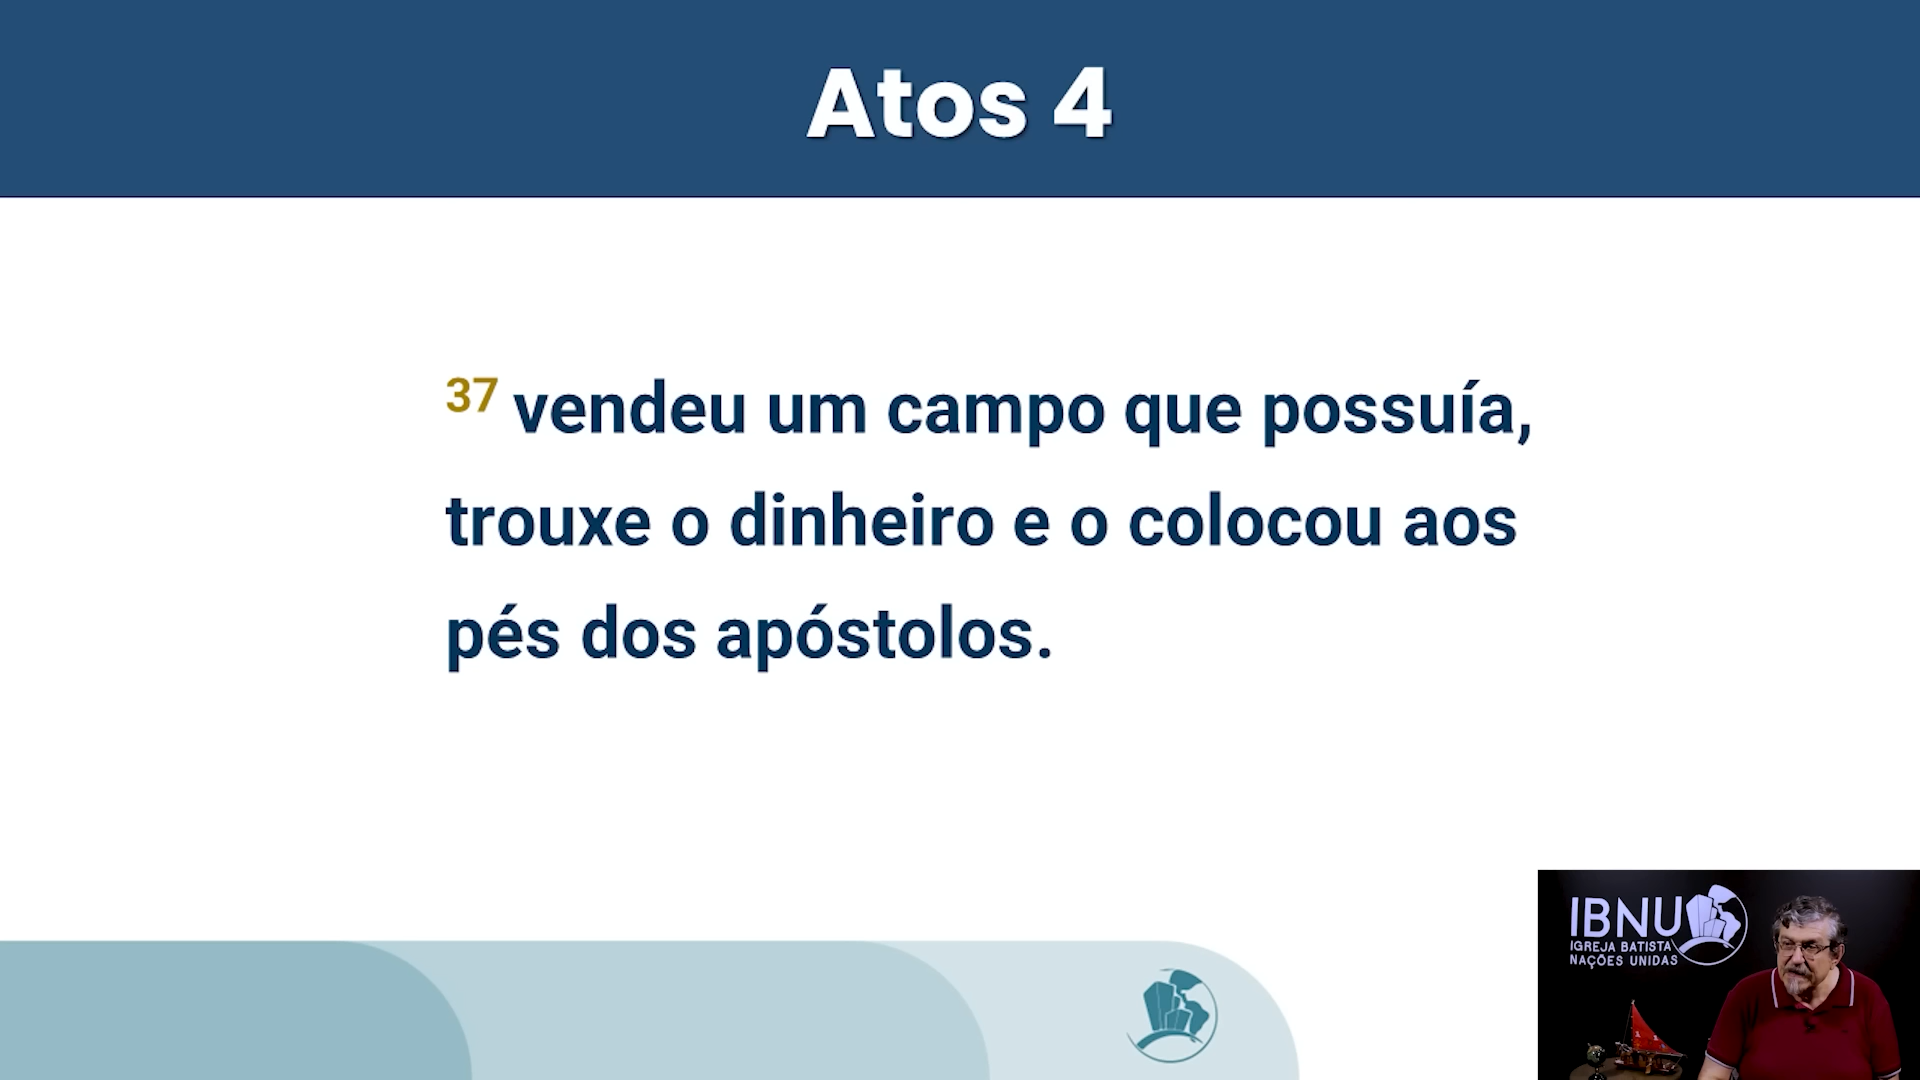 Atos 4
37 vendeu um campo que possuía,
trouxe o dinheiro e o colocou aos
pés dos apóstolos.
IBNU
IGREJA BATISTA
NAÇÕES UNIDAS